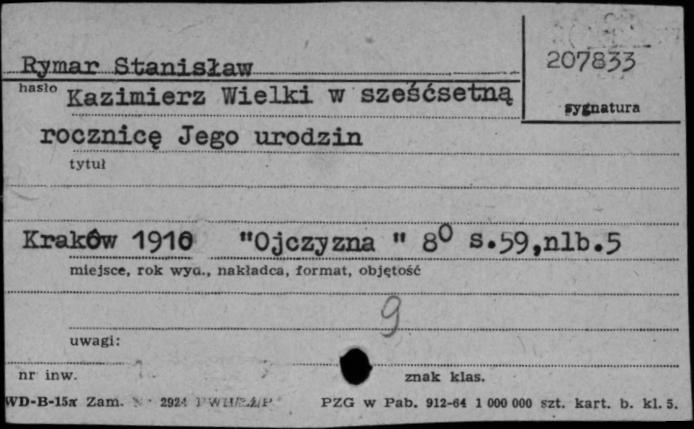 207833
Rymar Stanisław
hasło Kazimierz Wielki w sześćsetną
sygnatura
rocznicę Jego urodzin
tytuł
Kraków 1910 "Ojczyzna " 8⁰ s.59,nlb.5
miejsce, rok wyd., nakładca, format, objętość
9
uwagi:
nr inw.
znak klas.
WD-B-15a Zam. 2924 PZG w Pab. 912-64 1 000 000 szt. kart. b. kl. 5.